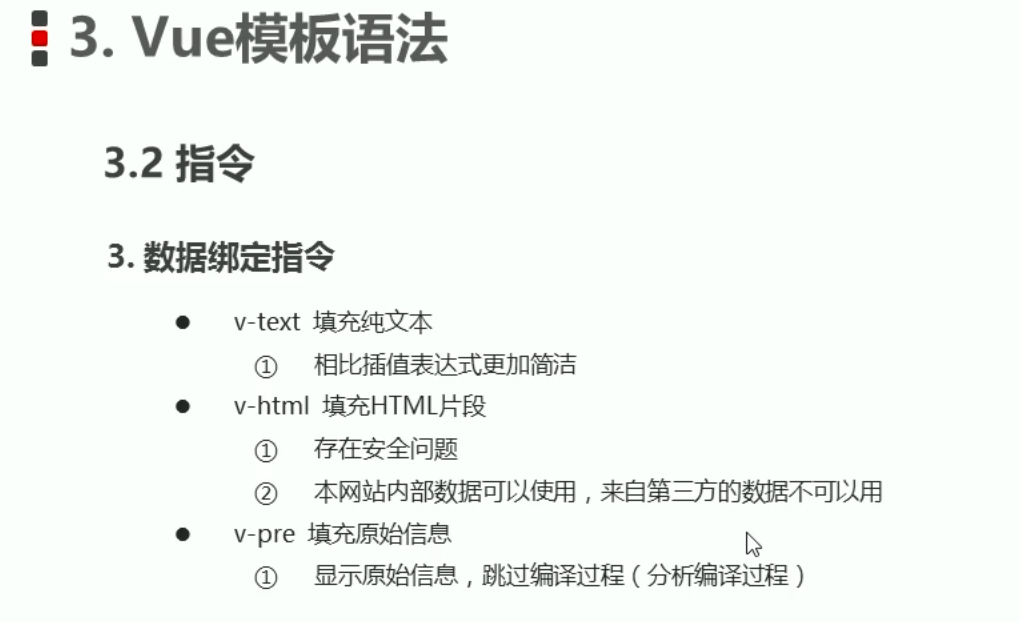 3. Vue模板语法
3.2 指令
3. 数据绑定指令
● v-text 填充纯文本
① 相比插值表达式更加简洁
● v-html 填充HTML片段
① 存在安全问题
② 本网站内部数据可以使用，来自第三方的数据不可以用
● v-pre 填充原始信息
① 显示原始信息，跳过编译过程（分析编译过程）